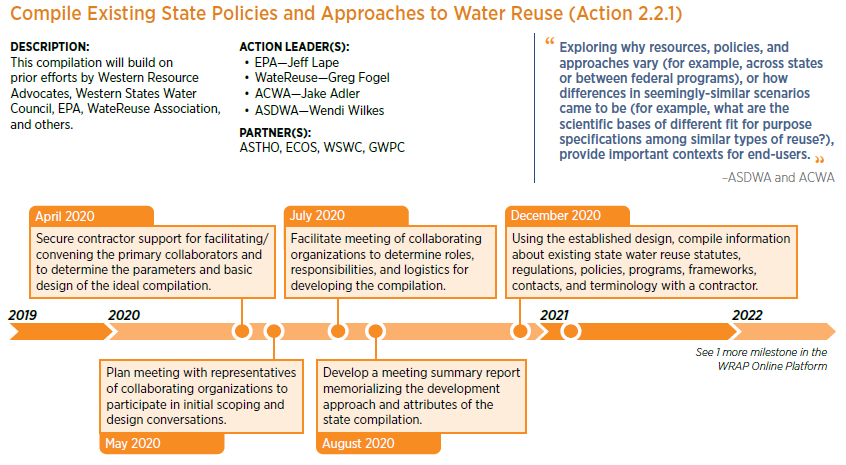 Compile Existing State Policies and Approaches to Water Reuse (Action 2.2.1)
DESCRIPTION:
This compilation will build on
prior efforts by Western Resource
Advocates, Western States Water
Council, EPA, WateReuse Association,
and others.
ACTION LEADER(S):
• EPA—Jeff Lape
• WateReuse—Greg Fogel
• ACWA—Jake Adler
• ASDWA—Wendi Wilkes
PARTNER(S):
ASTHO, ECOS, WSWC, GWPC
“ Exploring why resources, policies, and
approaches vary (for example, across states
or between federal programs), or how
differences in seemingly-similar scenarios
came to be (for example, what are the
scientific bases of different fit for purpose
specifications among similar types of reuse?),
provide important contexts for end-users. ”
–ASDWA and ACWA
April 2020
Secure contractor support for facilitating/
convening the primary collaborators and
to determine the parameters and basic
design of the ideal compilation.
July 2020
Facilitate meeting of collaborating
organizations to determine roles,
responsibilities, and logistics for
developing the compilation.
December 2020
Using the established design, compile information
about existing state water reuse statutes,
regulations, policies, programs, frameworks,
contacts, and terminology with a contractor.
2019
2020
2021
2022
See 1 more milestone in the
WRAP Online Platform
Plan meeting with representatives
of collaborating organizations to
participate in initial scoping and
design conversations.
May 2020
Develop a meeting summary report
memorializing the development
approach and attributes of the
state compilation.
August 2020